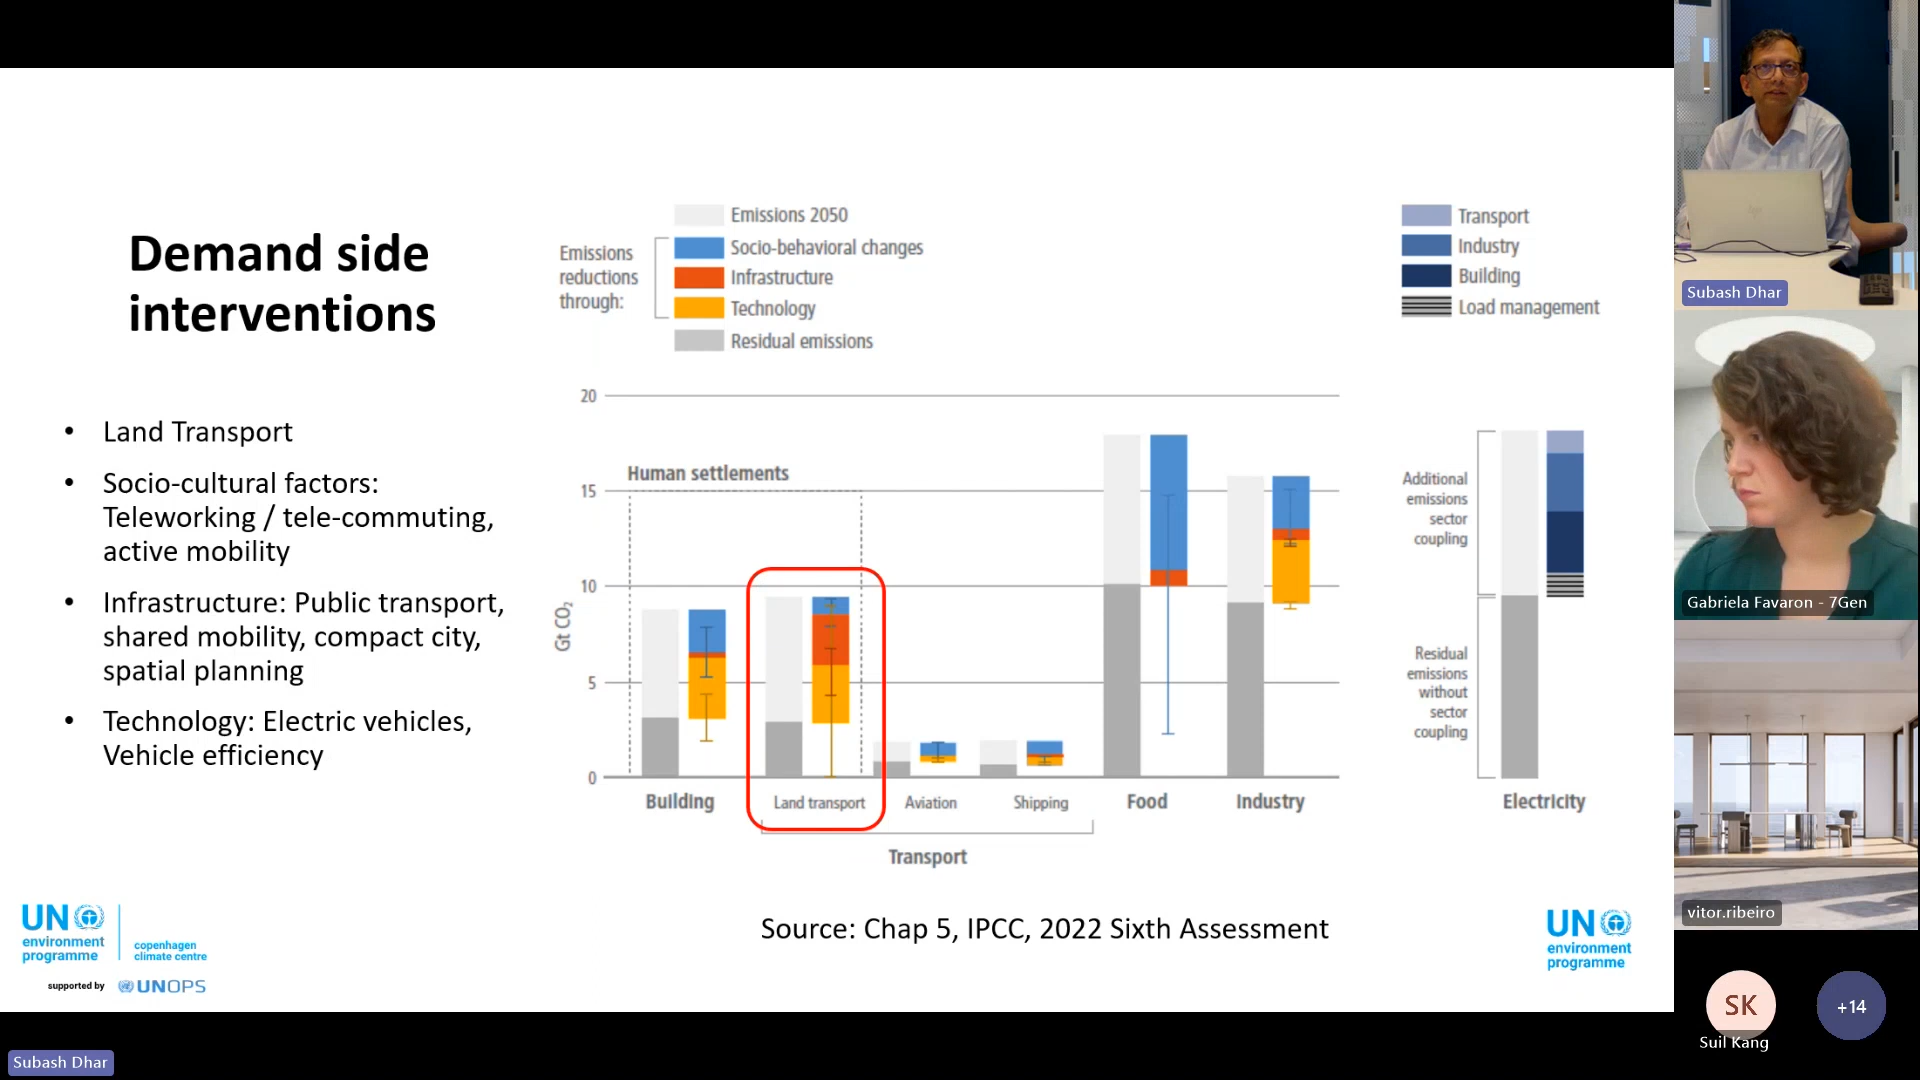 Demand side
interventions
• Land Transport
• Socio-cultural factors:
Teleworking / tele-commuting,
active mobility
• Infrastructure: Public transport,
shared mobility, compact city,
spatial planning
• Technology: Electric vehicles,
Vehicle efficiency
Emissions
reductions
through:
Emissions 2050
Socio-behavioral changes
Infrastructure
Technology
Residual emissions
Transport
Industry
Building
Load management
20
15
10
5
0
Gt CO₂
Human settlements
Building
Land transport
Aviation
Shipping
Food
Industry
Transport
Additional
emissions
sector
coupling
Residual
emissions
without
sector
coupling
Electricity
Source: Chap 5, IPCC, 2022 Sixth Assessment
UN
environment
programme
copenhagen
climate centre
supported by
UNOPS
UN
environment
programme
Subash Dhar
Gabriela Favaron - 7Gen
vitor.ribeiro
SK
Suil Kang
+14
Subash Dhar